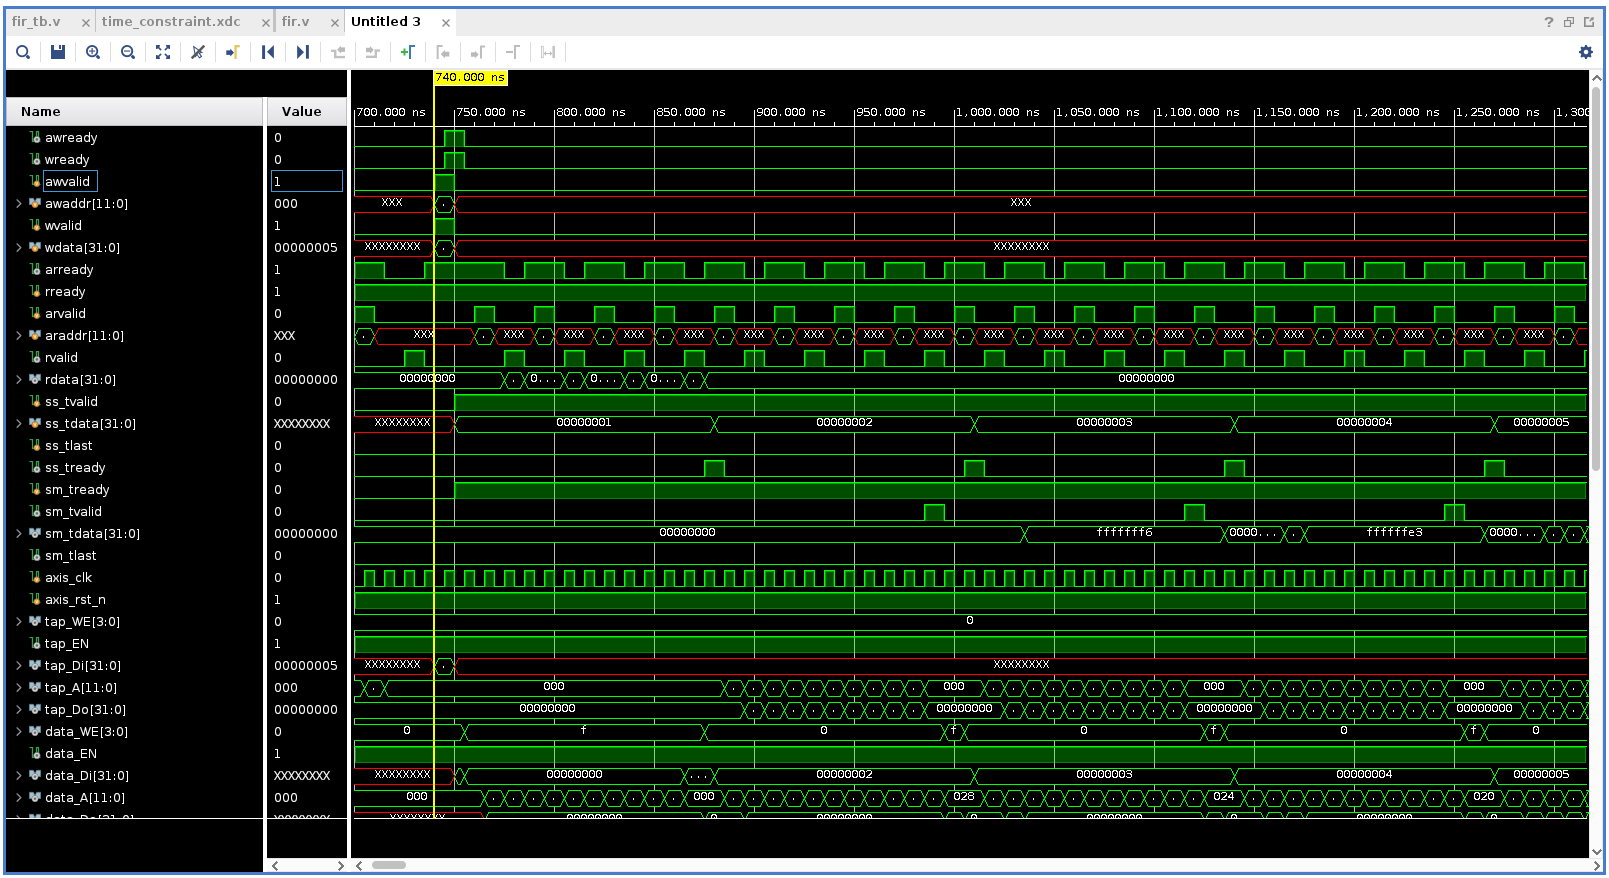 fir_tb.v × time_constraint.xdc × fir.v × Untitled 3 ×
740.000 ns
Name Value
700.000 ns 750.000 ns 800.000 ns 850.000 ns 900.000 ns 950.000 ns 1,000.000 ns 1,050.000 ns 1,100.000 ns 1,150.000 ns 1,200.000 ns 1,250.000 ns 1,300
awready 0
wready 0
awvalid 1
awaddr[11:0] 000 XXX . XXX
wvalid 1
wdata[31:0] 00000005 XXXXXXXX . XXXXXXXX
arready 1
rready 1
arvalid 0
araddr[11:0] XXX . XXX . XXX . XXX . XXX . XXX . XXX . XXX . XXX . XXX . XXX . XXX . XXX . XXX . XXX . XXX . XXX . XXX . XXX .
rvalid 0
rdata[31:0] 00000000 00000000 . 0... . 0... . 0... . 00000000
ss_tvalid 0
ss_tdata[31:0] XXXXXXXX XXXXXXXX 00000001 00000002 00000003 00000004 00000005
ss_tlast 0
ss_tready 0
sm_tready 0
sm_tvalid 0
sm_tdata[31:0] 00000000 00000000 fffffff6 0000... . ffffffe3 0000... . .
sm_tlast 0
axis_clk 0
axis_rst_n 1
tap_WE[3:0] 0 0
tap_EN 1
tap_Di[31:0] 00000005 XXXXXXXX . XXXXXXXX
tap_A[11:0] 000 . 000 . . . . . . . . . . 000 . . . . . . . . . . 000 . . . . . . . . . . 000 . . . .
tap_Do[31:0] 00000000 00000000 . . . . . . . . . 00000000 . . . . . . . . . 00000000 . . . . . . . . . 00000000 . . .
data_WE[3:0] 0 0 f 0 f 0 f 0 f 0
data_EN 1
data_Di[31:0] XXXXXXXX XXXXXXXX 00000000 ... 00000002 00000003 00000004 00000005
data_A[11:0] 000 000 . . . . . . . . . . 000 . . . . . . . . . . . 028 . . . . . . . . . . . 024 . . . . . . . . . . . 020 . . . .